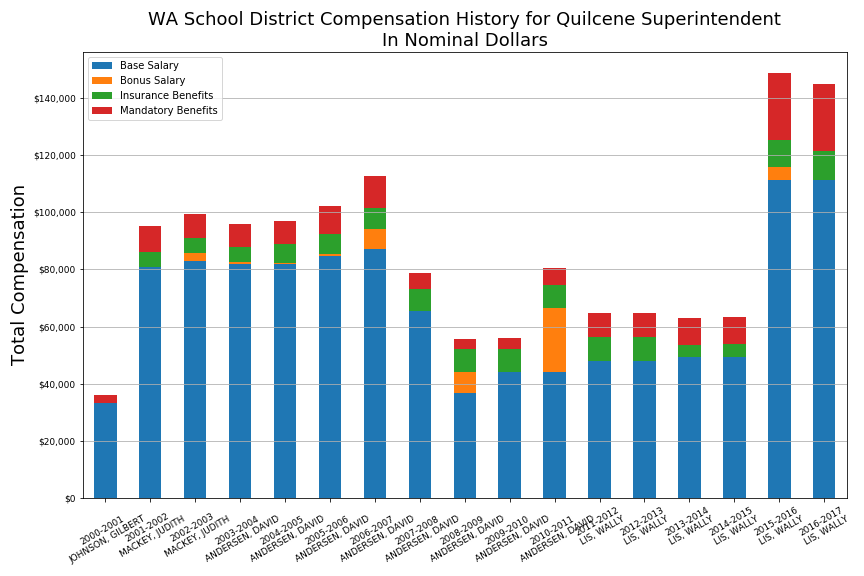 WA School District Compensation History for Quilcene Superintendent
In Nominal Dollars
Base Salary
Bonus Salary
Insurance Benefits
Mandatory Benefits
Total Compensation
$140,000
$120,000
$100,000
$80,000
$60,000
$40,000
$20,000
$0
2000-2001
JOHNSON, GILBERT
2001-2002
MACKEY, JUDITH
2002-2003
MACKEY, JUDITH
2003-2004
ANDERSEN, DAVID
2004-2005
ANDERSEN, DAVID
2005-2006
ANDERSEN, DAVID
2006-2007
ANDERSEN, DAVID
2007-2008
ANDERSEN, DAVID
2008-2009
ANDERSEN, DAVID
2009-2010
ANDERSEN, DAVID
2010-2011
ANDERSEN, DAVID
2011-2012
LIS, WALLY
2012-2013
LIS, WALLY
2013-2014
LIS, WALLY
2014-2015
LIS, WALLY
2015-2016
LIS, WALLY
2016-2017
LIS, WALLY